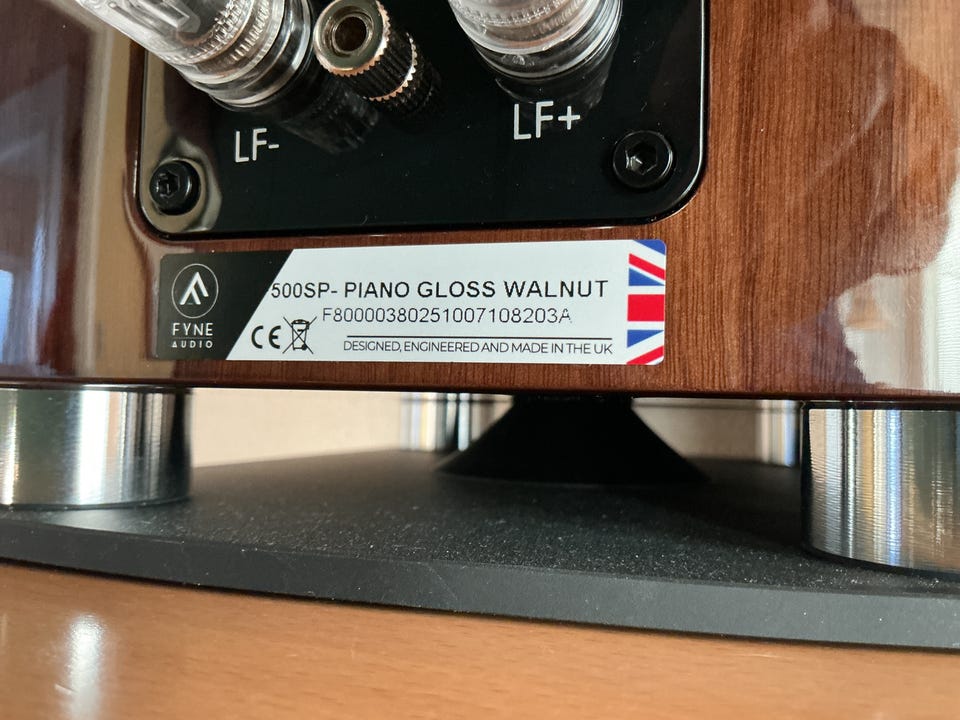 LF-
LF+
500SP- PIANO GLOSS WALNUT
F80000380251007108203A
FYNE
AUDIO
CE
DESIGNED, ENGINEERED AND MADE IN THE UK